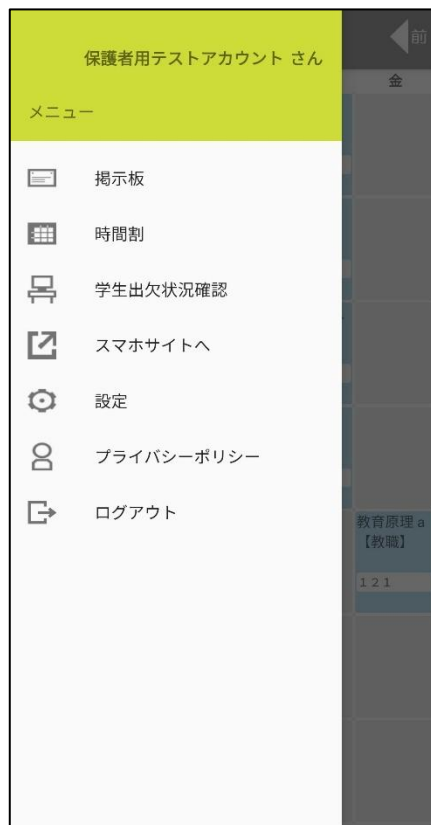 保護者用テストアカウント さん
メニュー
掲示板
時間割
学生出欠状況確認
スマホサイトへ
設定
プライバシーポリシー
ログアウト
前
金
教育原理 a
【教職】
１２１